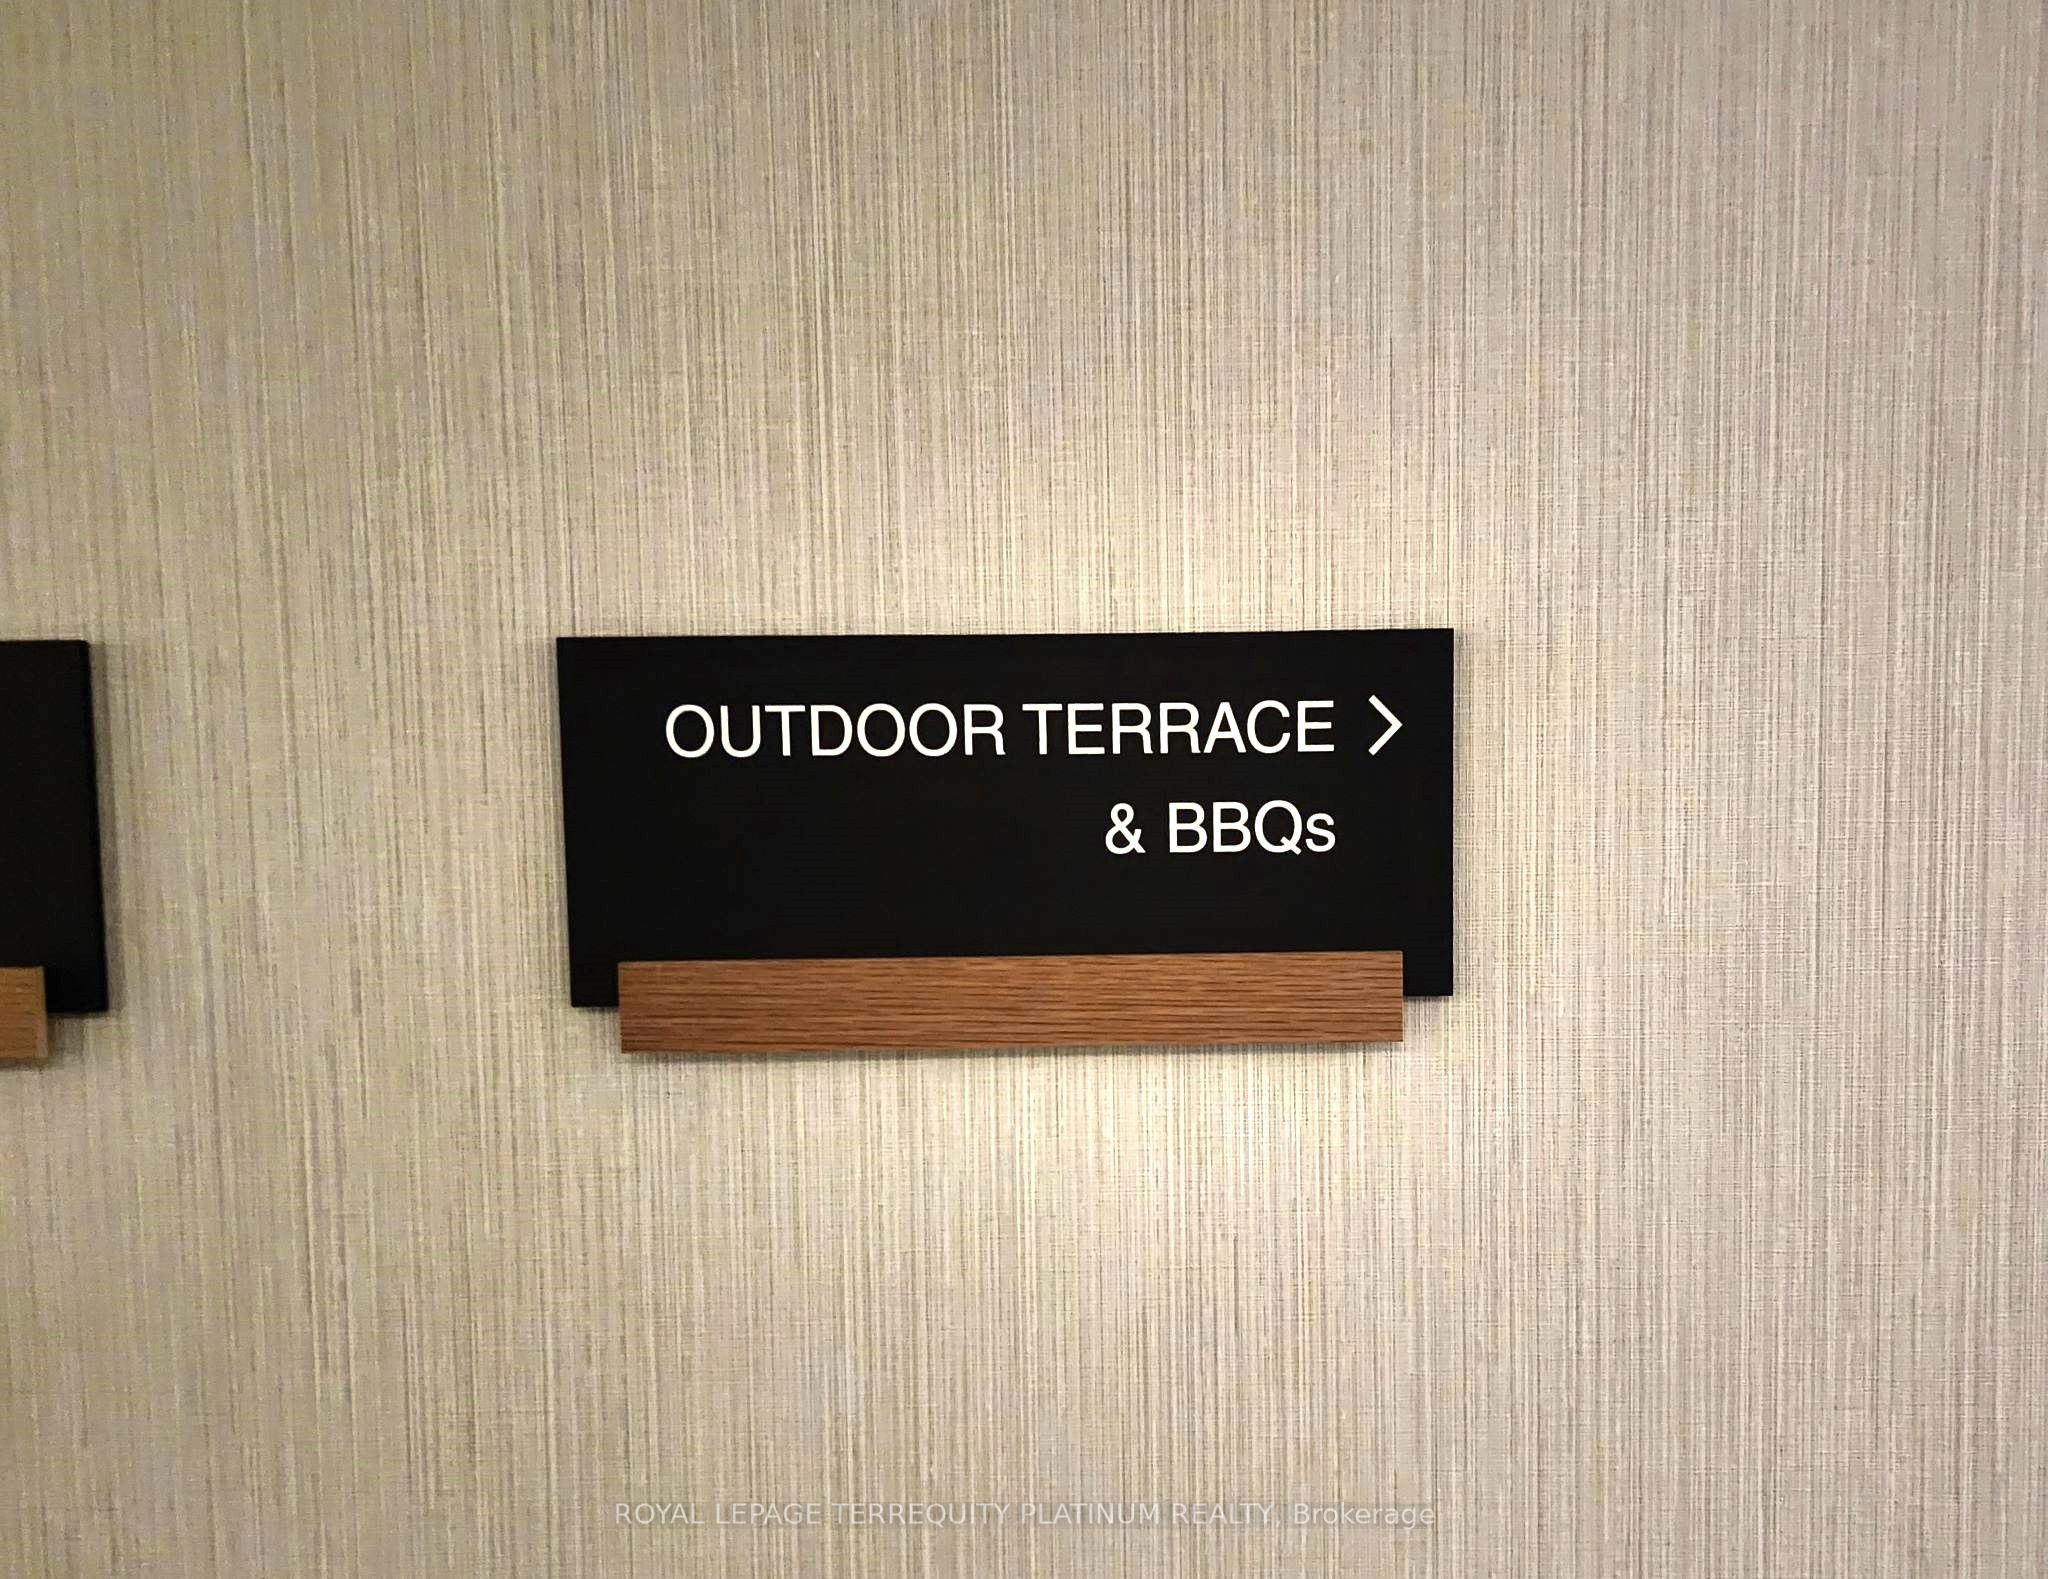 OUTDOOR TERRACE >
& BBQs
ROYAL LEPAGE TERREQUITY PLATINUM REALTY, Brokerage